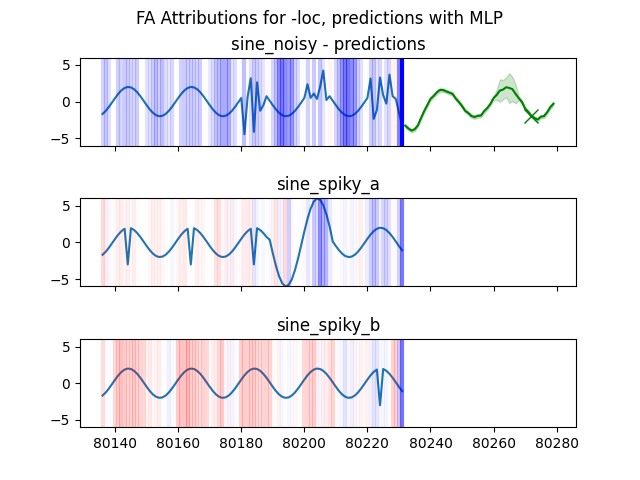 FA Attributions for -loc, predictions with MLP
sine_noisy - predictions
5
0
−5
sine_spiky_a
5
0
−5
sine_spiky_b
5
0
−5
80140 80160 80180 80200 80220 80240 80260 80280